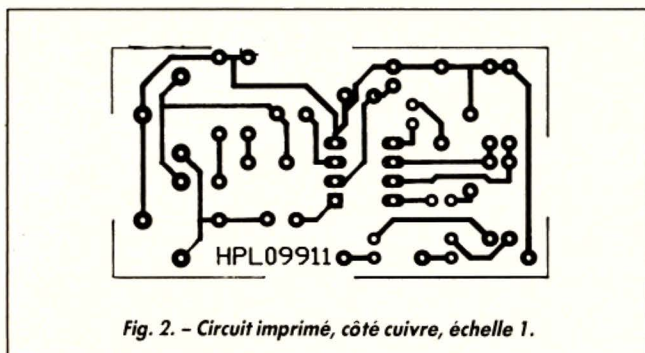 HPL09911
Fig. 2. – Circuit imprimé, côté cuivre, échelle 1.